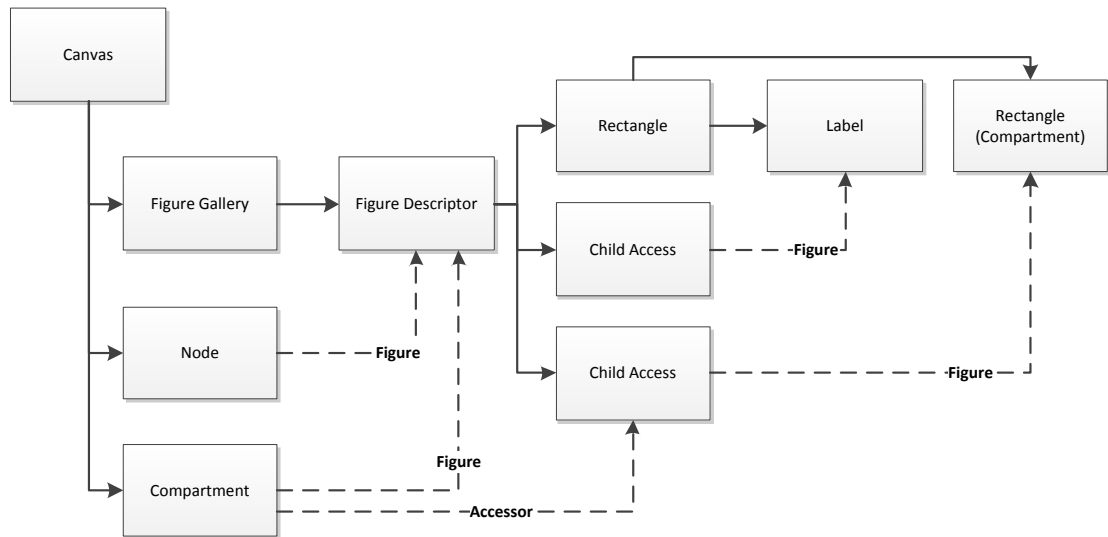 Canvas
Rectangle
Label
Rectangle
(Compartment)
Figure Gallery
Figure Descriptor
Child Access
Figure
Node
Figure
Child Access
Figure
Figure
Compartment
Accessor